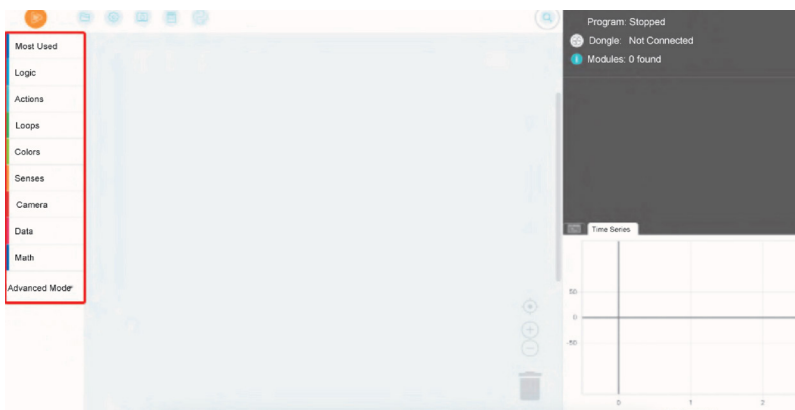 Most Used
Logic
Actions
Loops
Colors
Senses
Camera
Data
Math
Advanced Mode
Program: Stopped
Dongle: Not Connected
Modules: 0 found
Time Series
50
0
-50
0
1
2